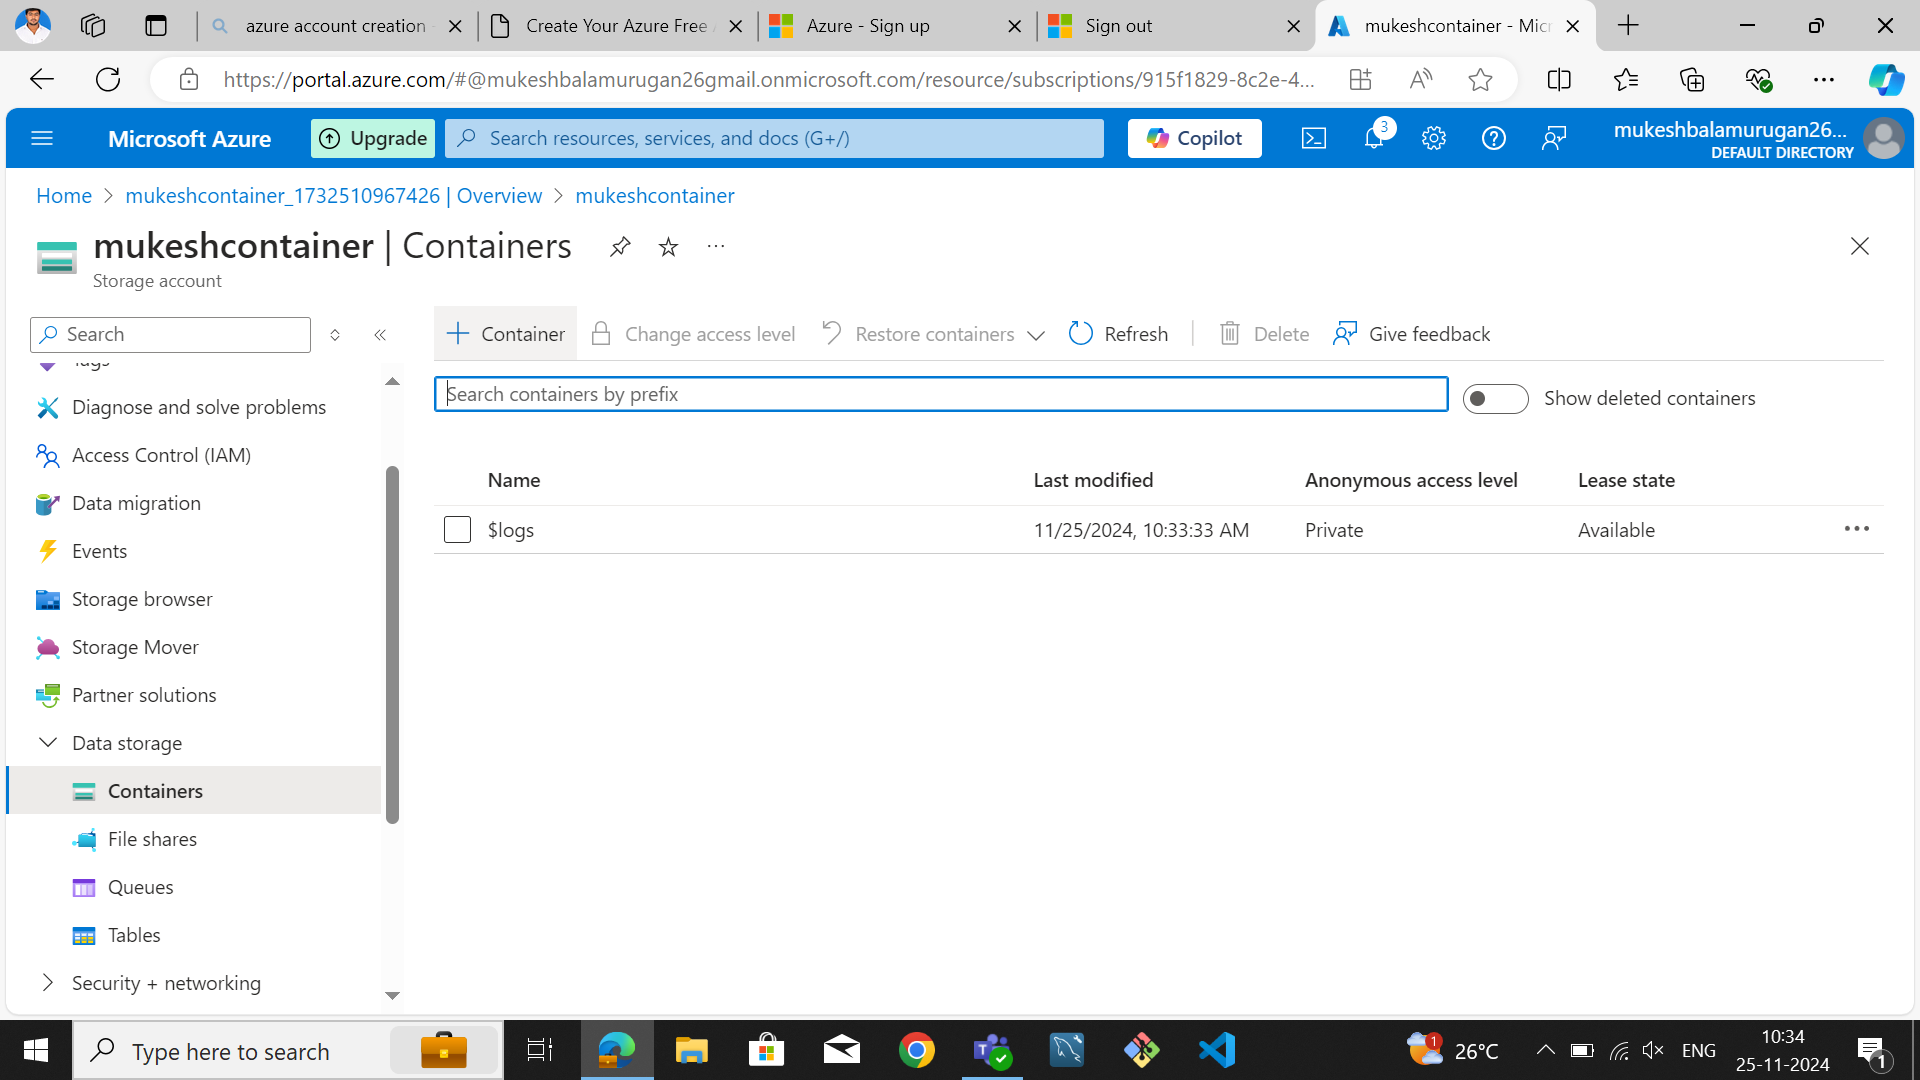 azure account creation -
Create Your Azure Free A
Azure - Sign up
Sign out
mukeshcontainer - Micr
https://portal.azure.com/#@mukeshbalamurugan26gmail.onmicrosoft.com/resource/subscriptions/915f1829-8c2e-4...
Microsoft Azure
Upgrade
Search resources, services, and docs (G+/)
Copilot
3
mukeshbalamurugan26...
DEFAULT DIRECTORY
Home > mukeshcontainer_1732510967426 | Overview > mukeshcontainer
mukeshcontainer | Containers
Storage account
Search
Container
Change access level
Restore containers
Refresh
Delete
Give feedback
Search containers by prefix
Show deleted containers
Name Last modified Anonymous access level Lease state
$logs 11/25/2024, 10:33:33 AM Private Available
Tags
Diagnose and solve problems
Access Control (IAM)
Data migration
Events
Storage browser
Storage Mover
Partner solutions
Data storage
Containers
File shares
Queues
Tables
Security + networking
Type here to search
1
26°C
ENG
10:34
25-11-2024
1